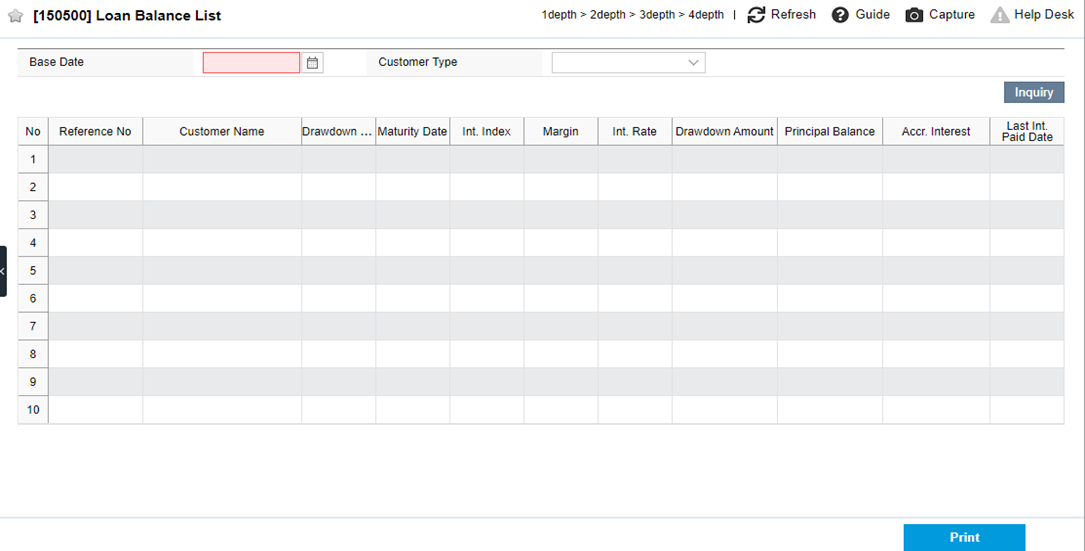 [150500] Loan Balance List
1depth > 2depth > 3depth > 4depth | Refresh Guide Capture Help Desk
Base Date Customer Type
Inquiry
No Reference No Customer Name Drawdown ... Maturity Date Int. Index Margin Int. Rate Drawdown Amount Principal Balance Accr. Interest Last Int.
Paid Date
1
2
3
4
5
6
7
8
9
10
Print